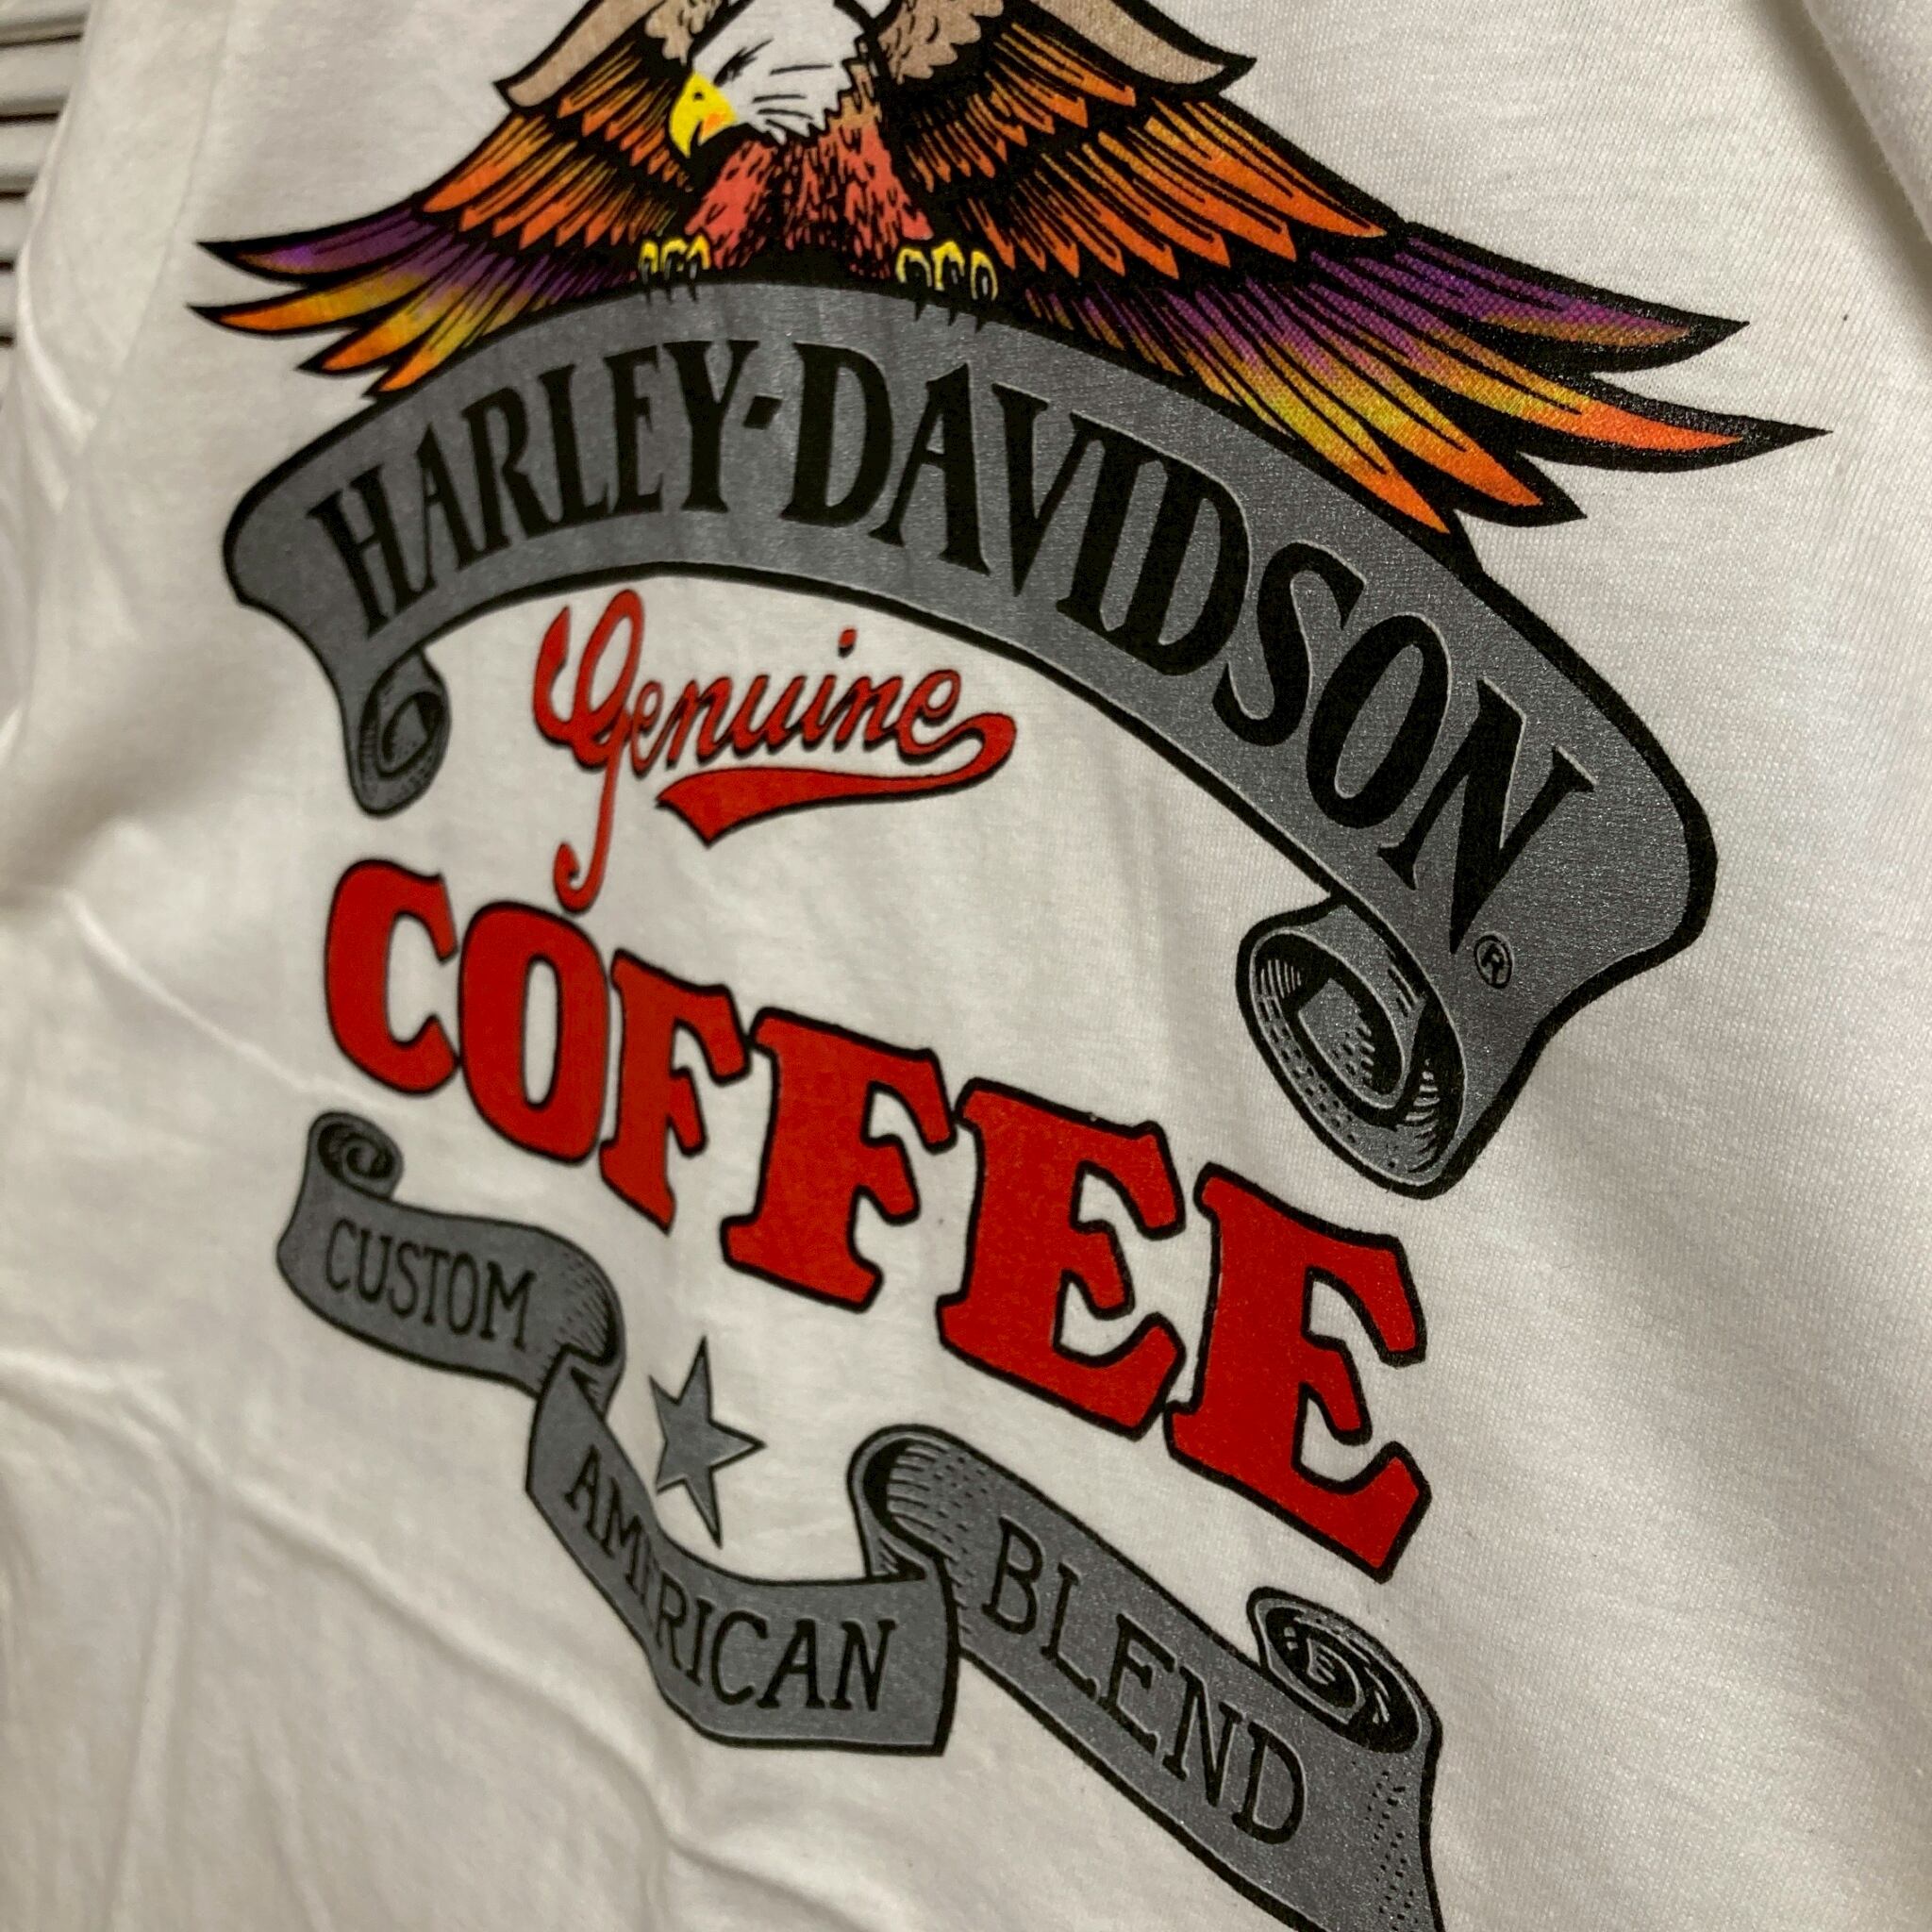 HARLEY-DAVIDSON®
Genuine
COFFEE
CUSTOM
AMERICAN
BLEND